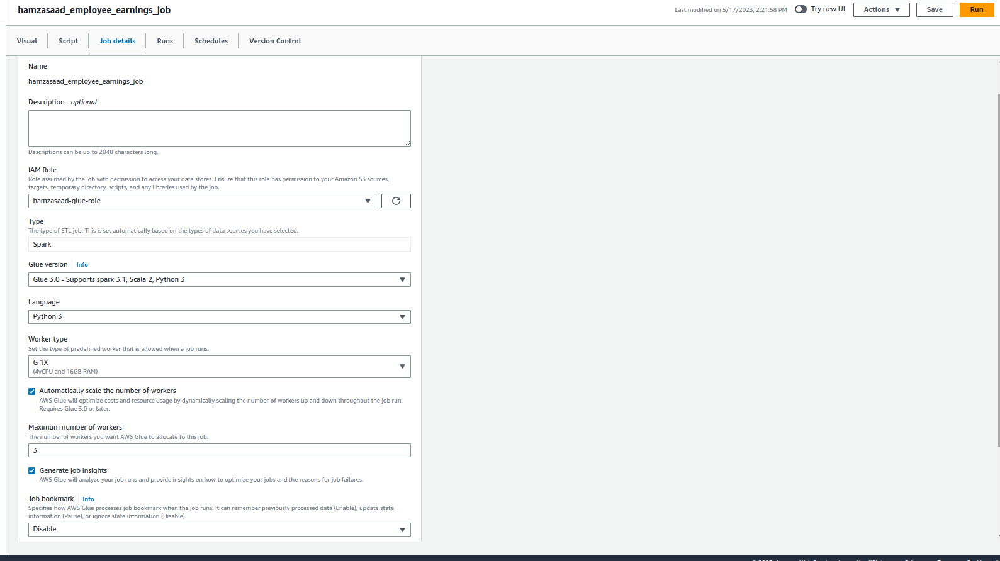 hamzasaad_employee_earnings_job
Last modified on 5/17/2023, 2:21:58 PM
Try new UI
Actions
Save
Run
Visual
Script
Job details
Runs
Schedules
Version Control
Name
hamzasaad_employee_earnings_job
Description - optional
Descriptions can be up to 2048 characters long.
IAM Role
Role assumed by the job with permission to access your data stores. Ensure that this role has permission to your Amazon S3 sources,
targets, temporary directory, scripts, and any libraries used by the job.
hamzasaad-glue-role
Type
The type of ETL job. This is set automatically based on the types of data sources you have selected.
Spark
Glue version
Info
Glue 3.0 - Supports spark 3.1, Scala 2, Python 3
Language
Python 3
Worker type
Set the type of predefined worker that is allowed when a job runs.
G 1X
(4vCPU and 16GB RAM)
Automatically scale the number of workers
AWS Glue will optimize costs and resource usage by dynamically scaling the number of workers up and down throughout the job run.
Requires Glue 3.0 or later.
Maximum number of workers
The number of workers you want AWS Glue to allocate to this job.
3
Generate job insights
AWS Glue will analyze your job runs and provide insights on how to optimize your jobs and the reasons for job failures.
Job bookmark
Info
Specifies how AWS Glue processes job bookmark when the job runs. It can remember previously processed data (Enable), update state
information (Pause), or ignore state information (Disable).
Disable